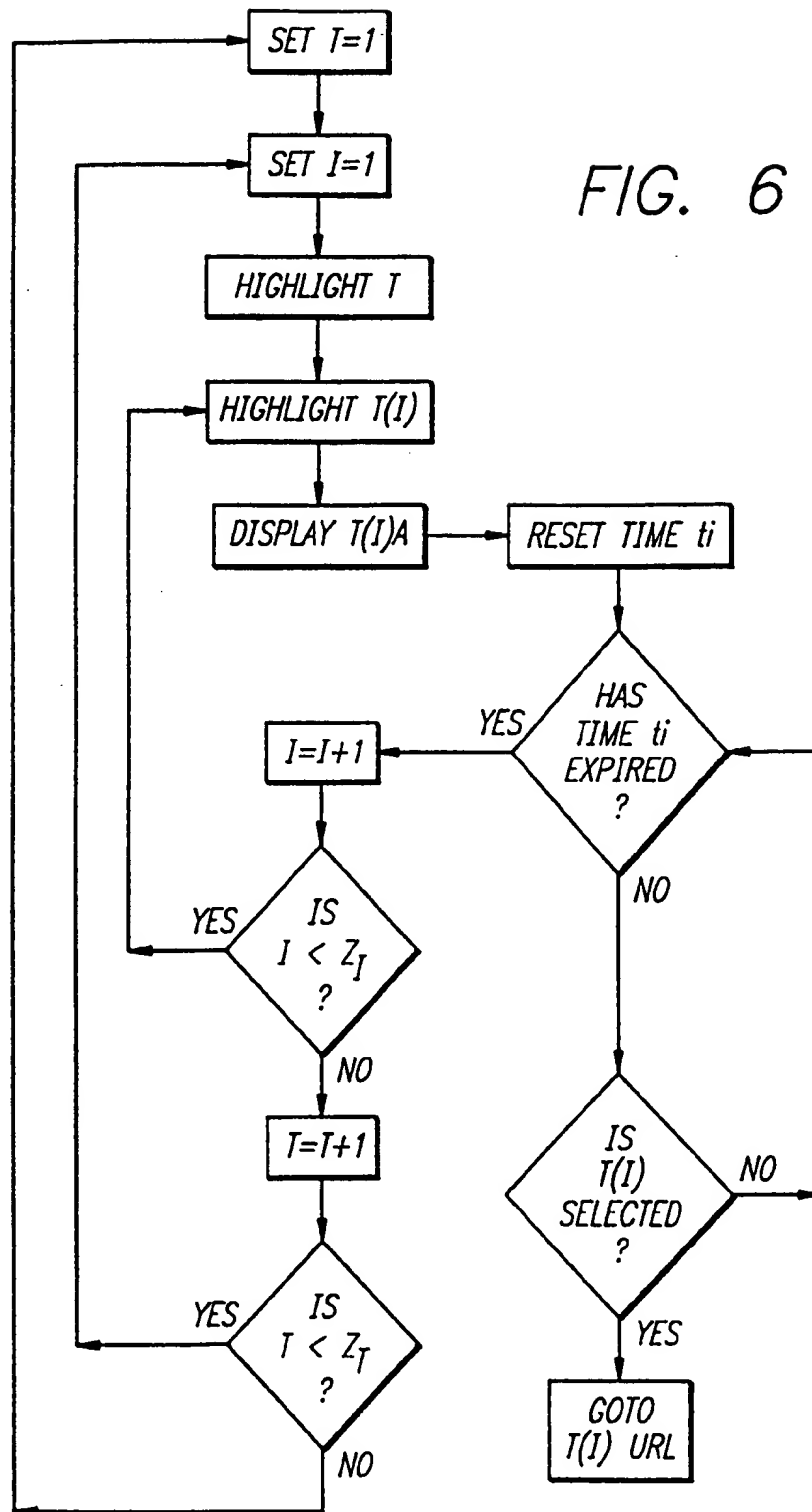 SET T=1
SET I=1
FIG. 6
HIGHLIGHT T
HIGHLIGHT T(I)
DISPLAY T(I)A
RESET TIME ti
HAS
TIME ti
EXPIRED
?
YES
NO
I=I+1
IS
I < Z_I
?
YES
NO
T=T+1
IS
T < Z_T
?
YES
NO
IS
T(I)
SELECTED
?
NO
YES
GOTO
T(I) URL